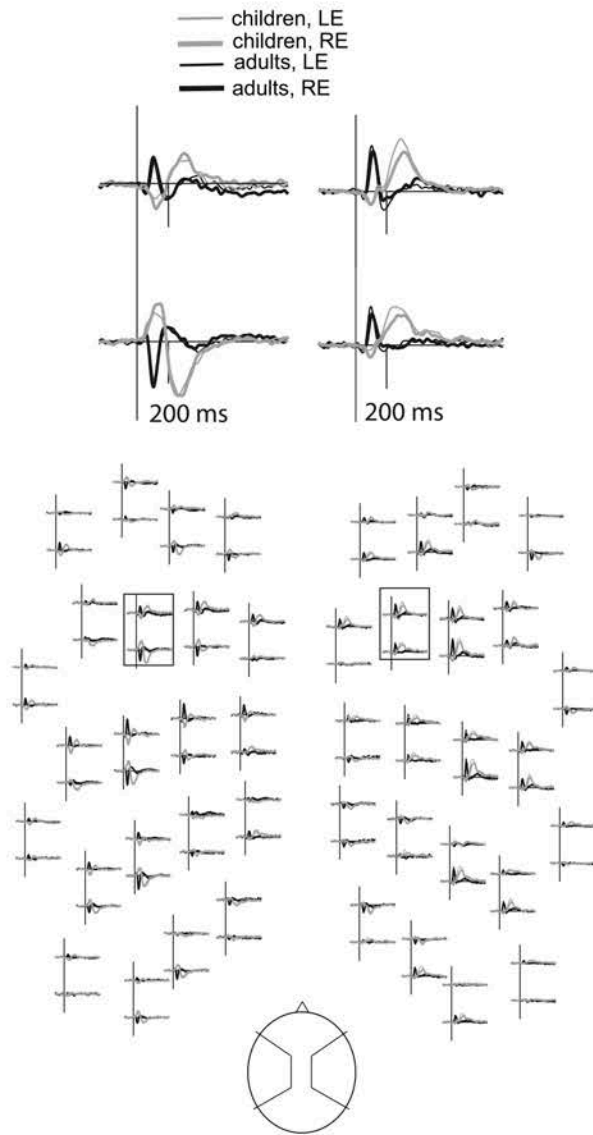 children, LE
children, RE
adults, LE
adults, RE
200 ms
200 ms